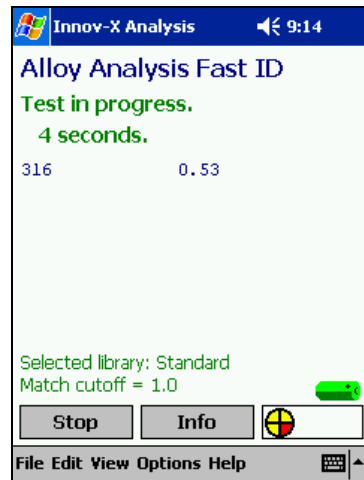 Innov-X Analysis 9:14
Alloy Analysis Fast ID
Test in progress.
4 seconds.
316 0.53
Selected library: Standard
Match cutoff = 1.0
Stop Info
File Edit View Options Help